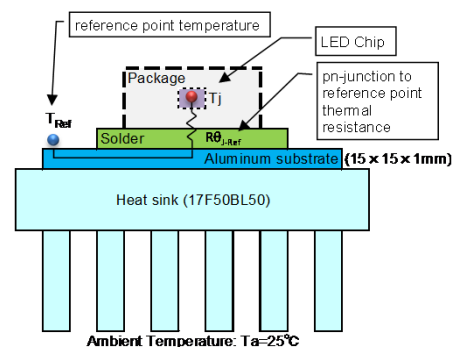 reference point temperature
LED Chip
Package
Tj
pn-junction to
reference point
thermal
resistance
TRef
Solder
RθJ-Ref
Aluminum substrate (15 x 15 x 1mm)
Heat sink (17F50BL50)
Ambient Temperature: Ta=25℃